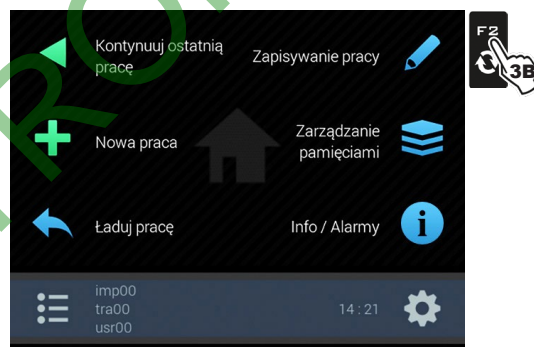 Kontynuuj ostatnią
pracę
Zapisywanie pracy
Nowa praca
Zarządzanie
pamięciami
Ładuj pracę
Info / Alarmy
i
imp00
tra00
usr00
14 : 21
F2
3B